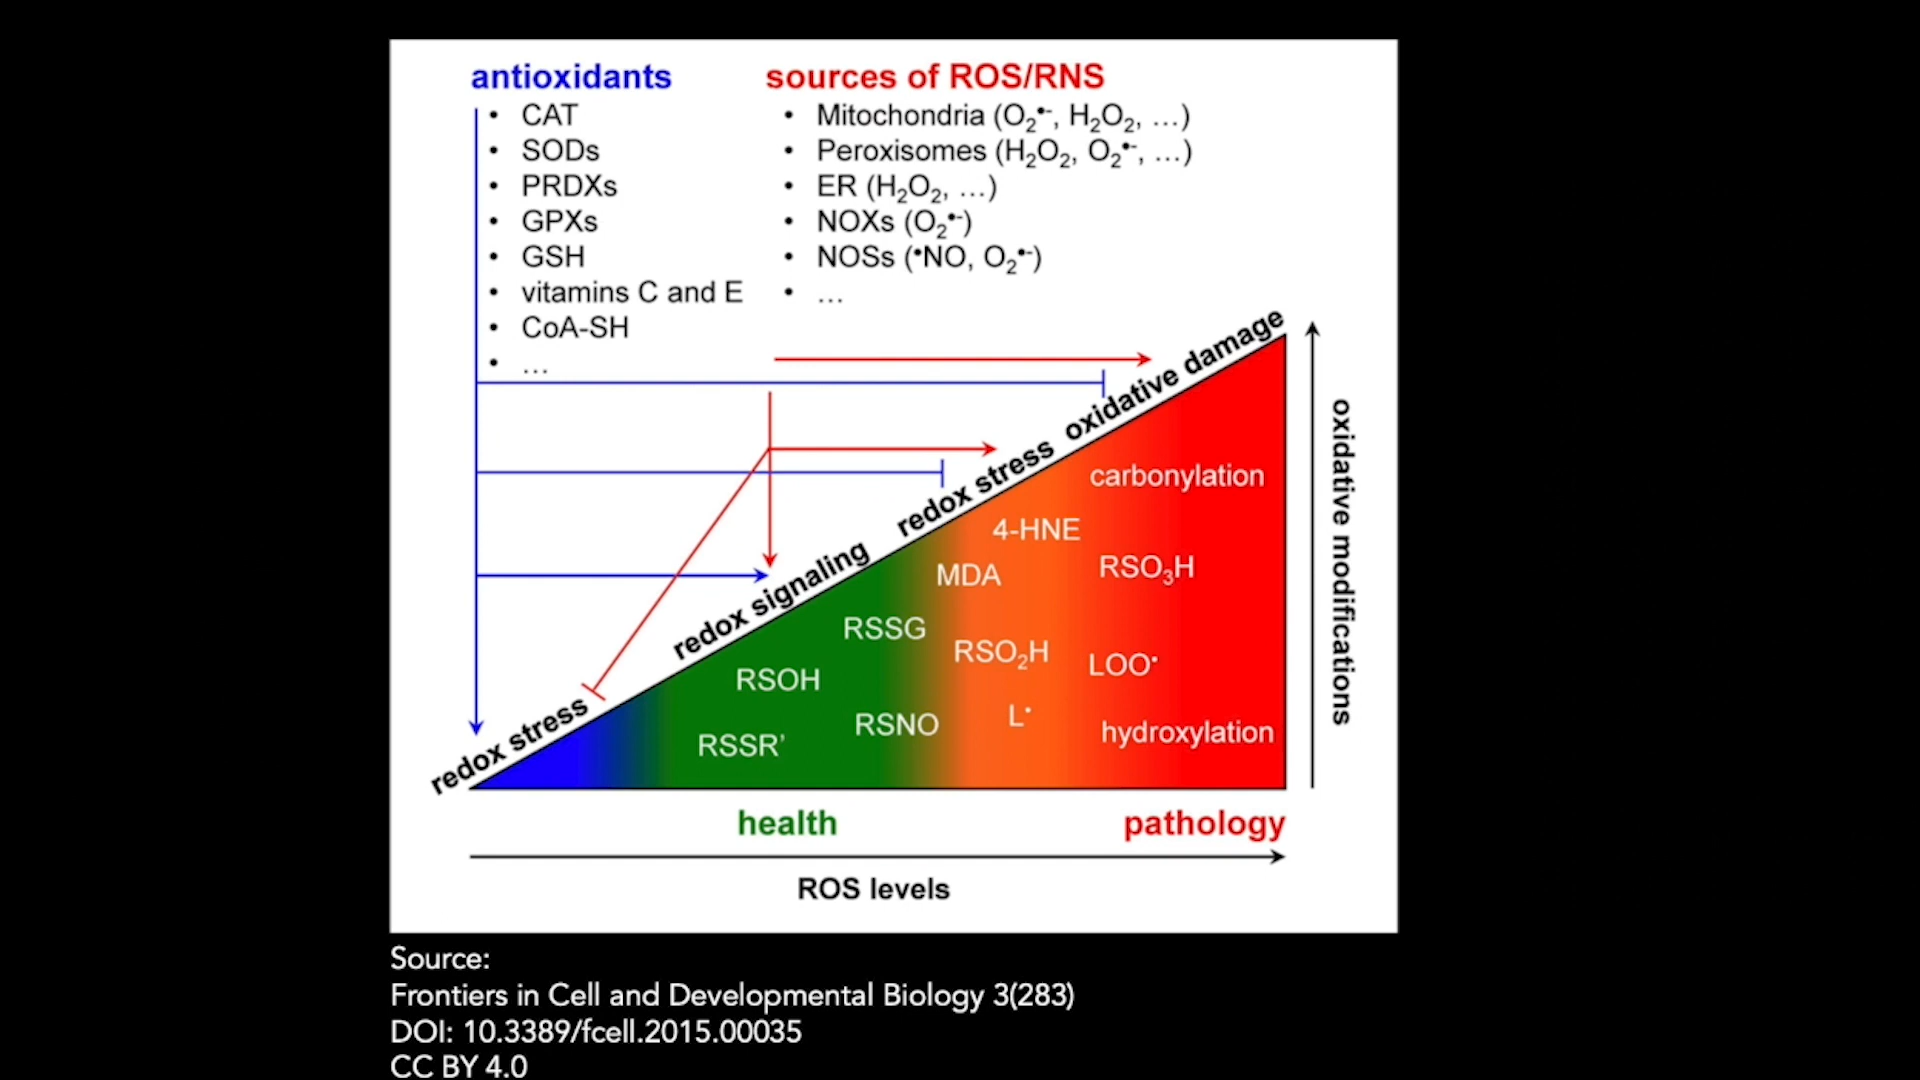 antioxidants
• CAT
• SODs
• PRDXs
• GPXs
• GSH
• vitamins C and E
• CoA-SH
• …
sources of ROS/RNS
• Mitochondria (O₂•⁻, H₂O₂, …)
• Peroxisomes (H₂O₂, O₂•⁻, …)
• ER (H₂O₂, …)
• NOXs (O₂•⁻)
• NOSs (•NO, O₂•⁻)
• …
redox stress
redox signaling
redox stress
oxidative damage
carbonylation
4-HNE
MDA
RSO₃H
RSSG
RSO₂H
LOO•
RSOH
L•
RSNO
hydroxylation
RSSR’
oxidative modifications
health
pathology
ROS levels
Source:
Frontiers in Cell and Developmental Biology 3(283)
DOI: 10.3389/fcell.2015.00035
CC BY 4.0